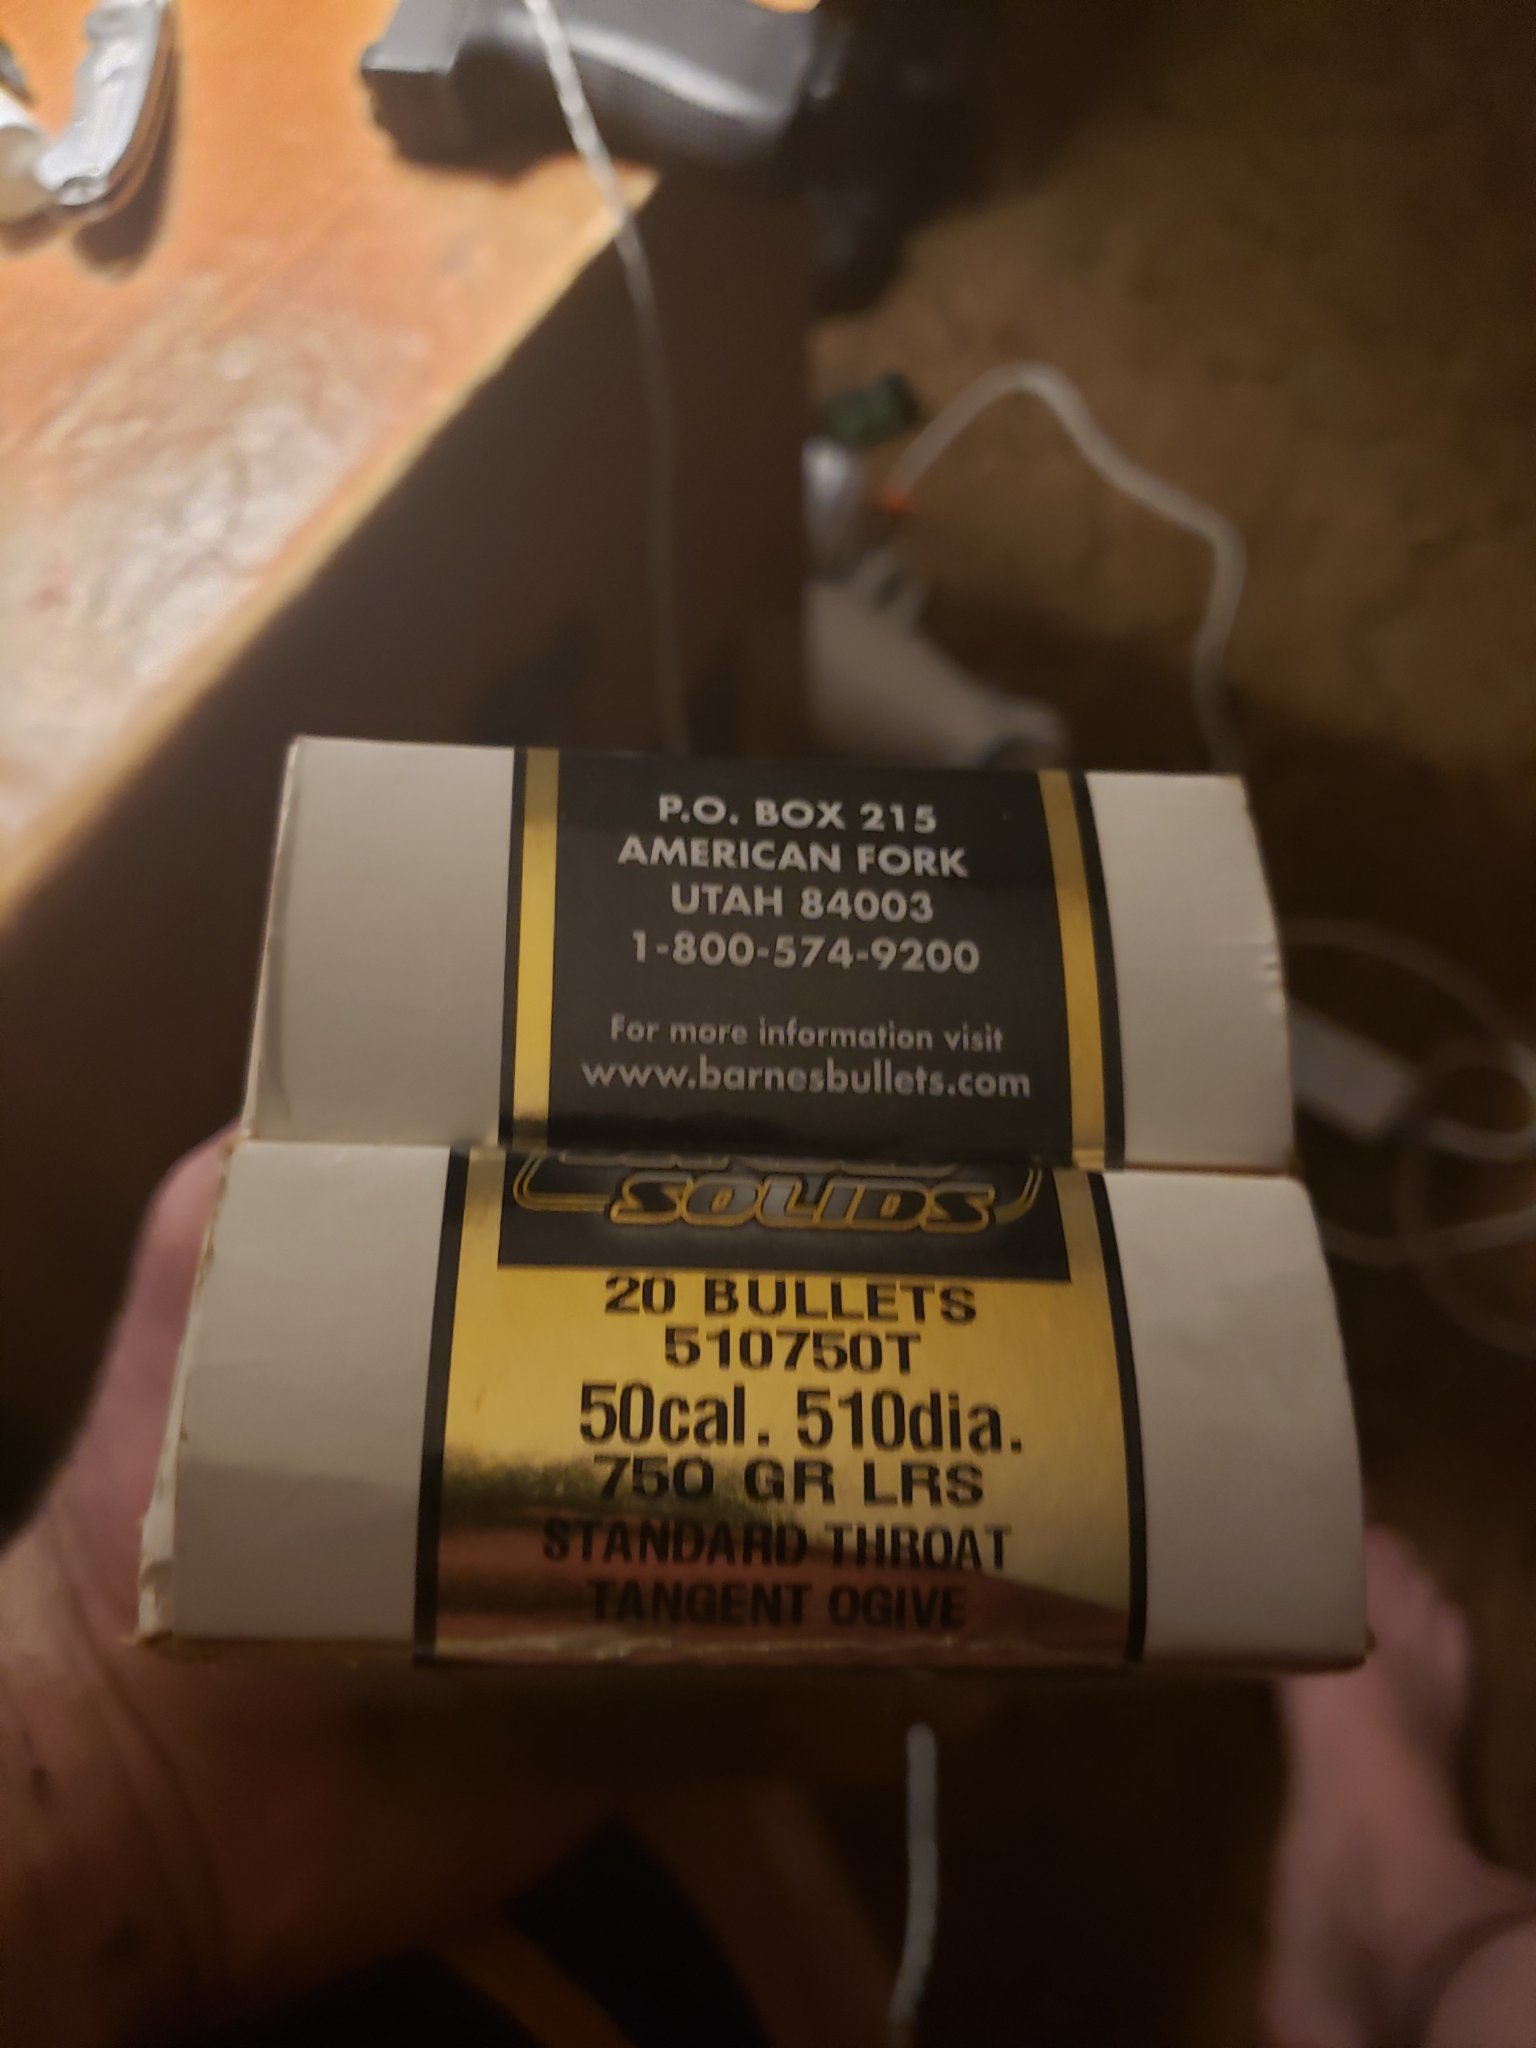 P.O. BOX 215
AMERICAN FORK
UTAH 84003
1-800-574-9200
For more information visit
www.barnesbullets.com
SOLIDS
20 BULLETS
510750T
50cal. 510dia.
750 GR LRS
STANDARD THROAT
TANGENT OGIVE